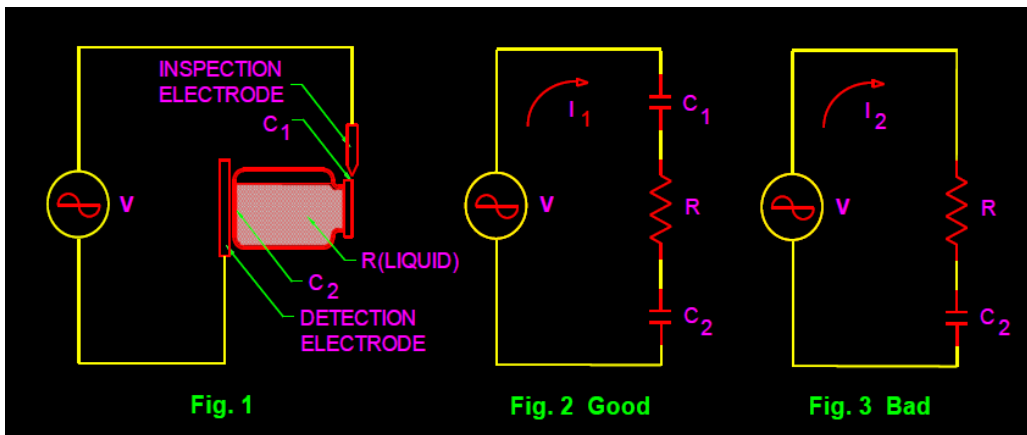 INSPECTION
ELECTRODE
C1
V
R(LIQUID)
C2
DETECTION
ELECTRODE
Fig. 1
I1
C1
V
R
C2
Fig. 2 Good
I2
V
R
C2
Fig. 3 Bad